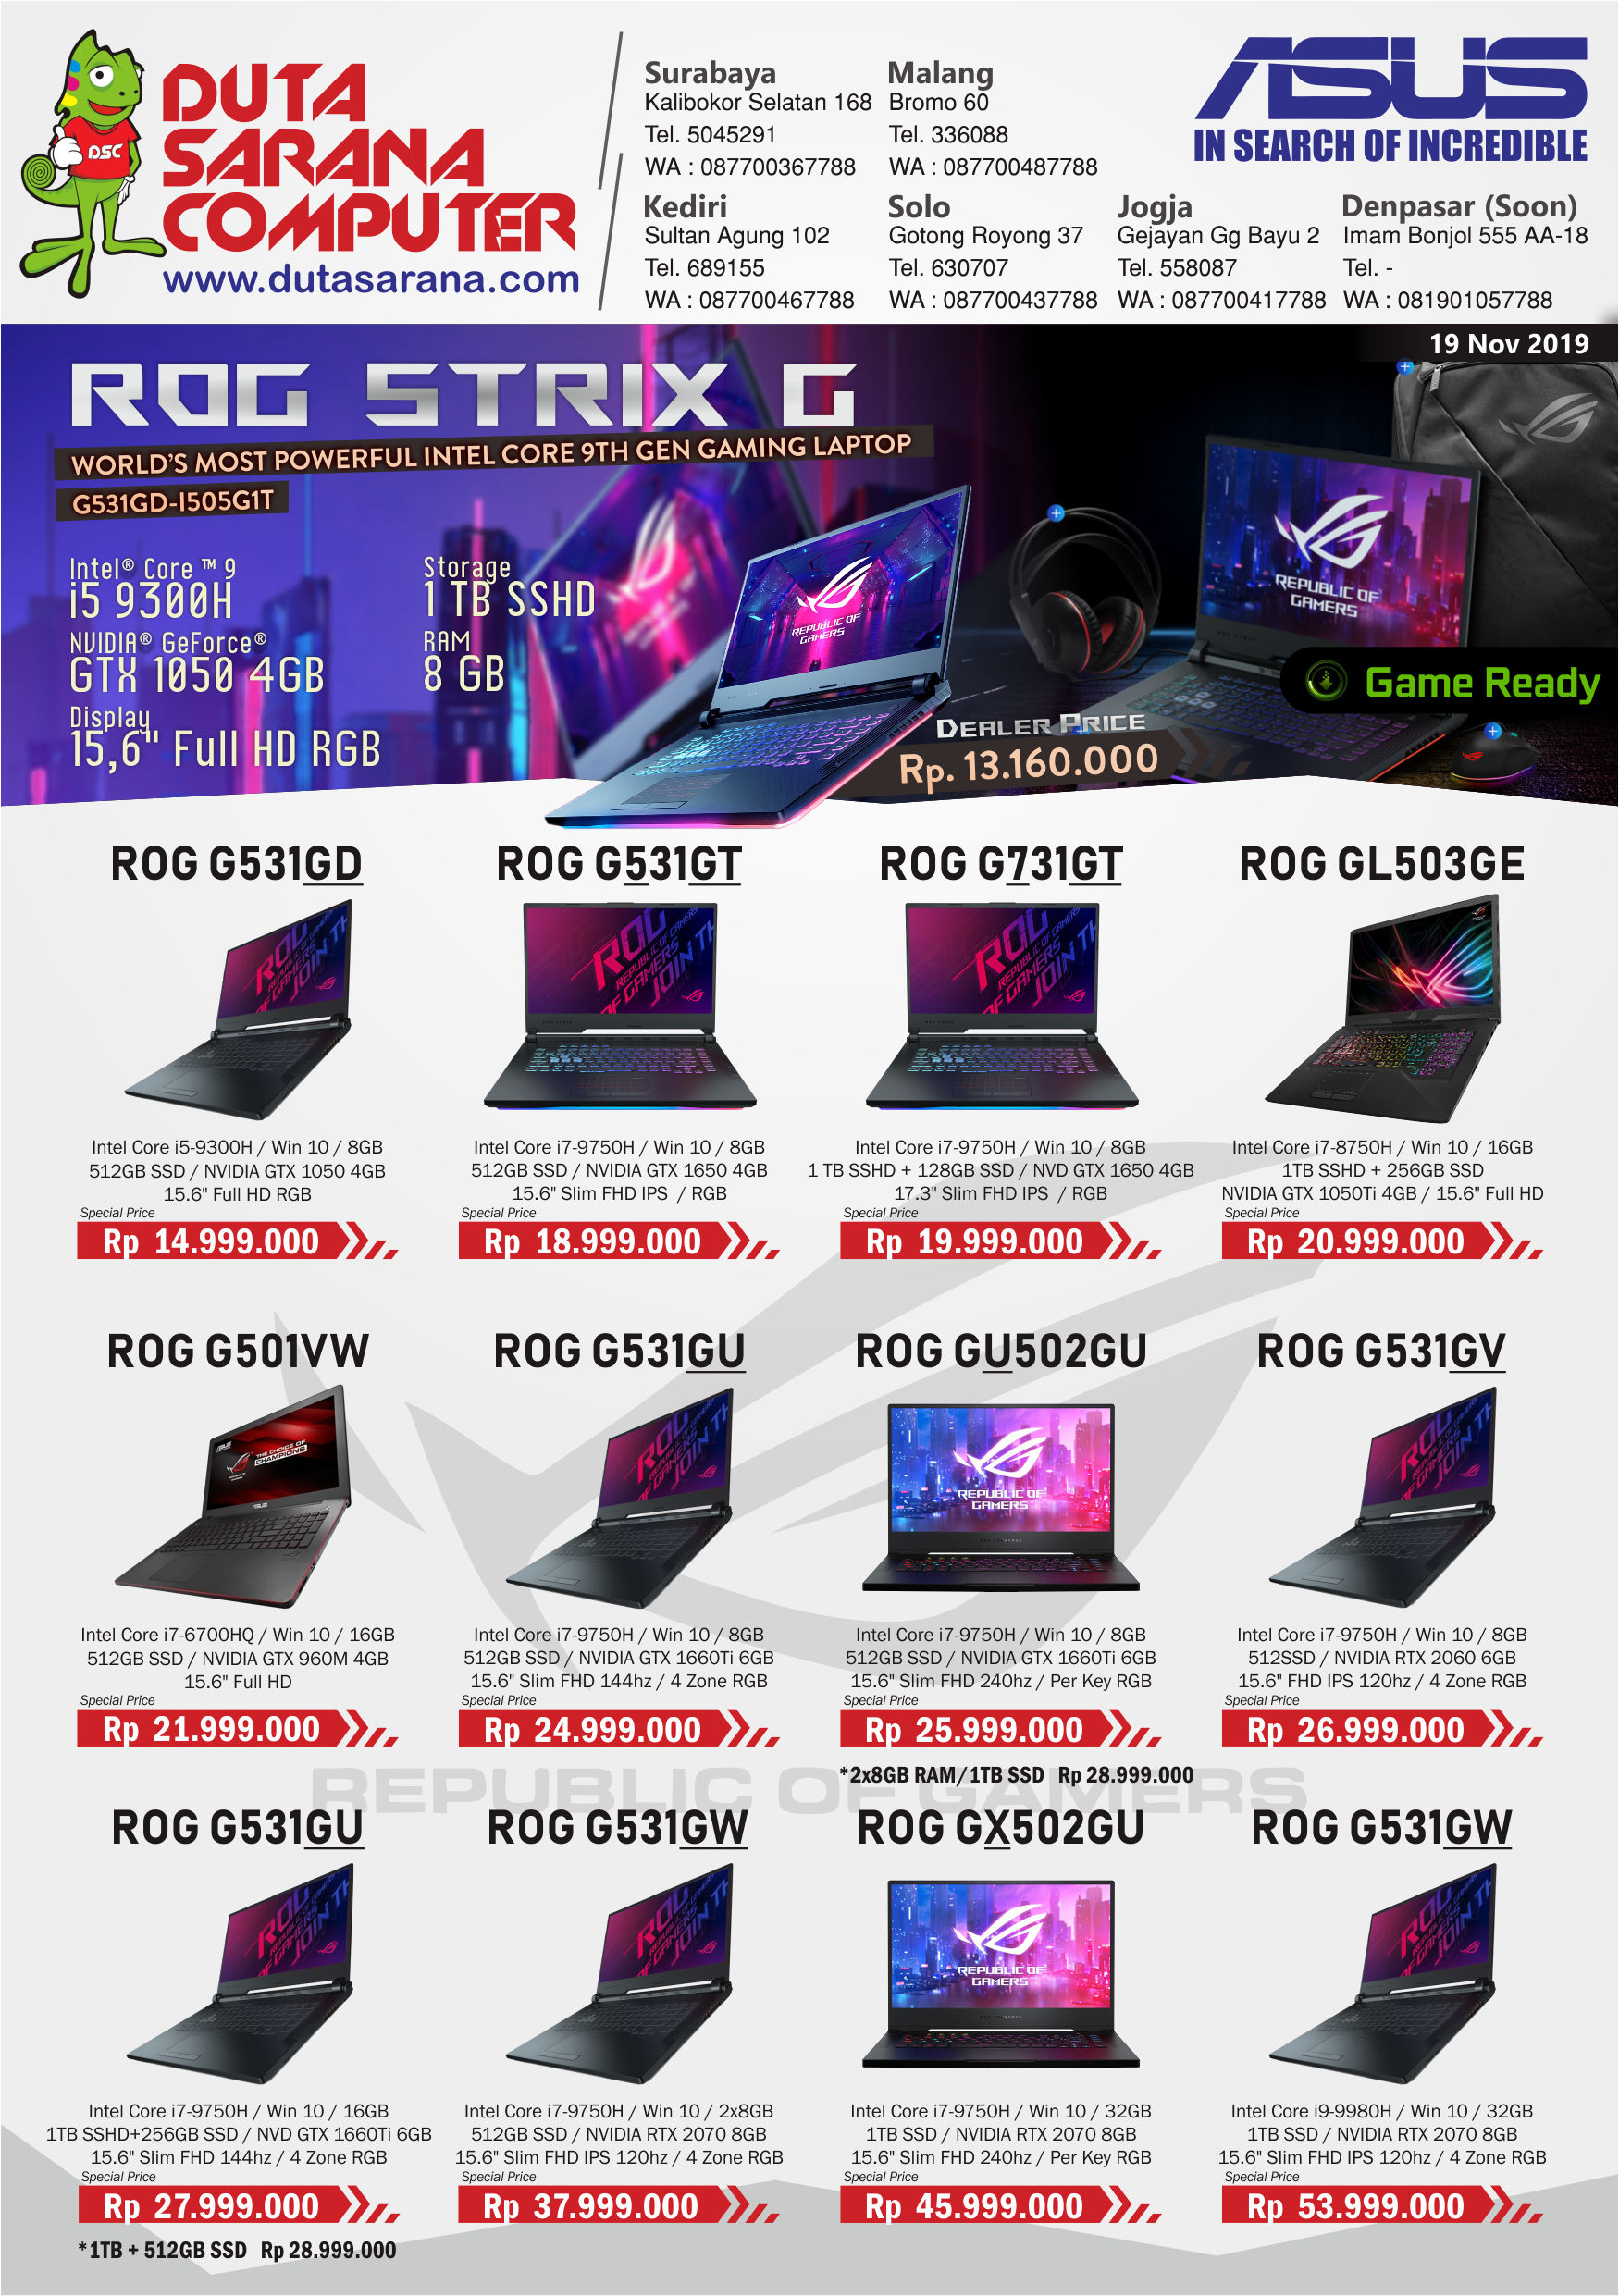 DSC
DUTA
SARANA
COMPUTER
www.dutasarana.com
Surabaya
Kalibokor Selatan 168
Tel. 5045291
WA : 087700367788
Malang
Bromo 60
Tel. 336088
WA : 087700487788
ASUS
IN SEARCH OF INCREDIBLE
Kediri
Sultan Agung 102
Tel. 689155
WA : 087700467788
Solo
Gotong Royong 37
Tel. 630707
WA : 087700437788
Jogja
Gejayan Gg Bayu 2
Tel. 558087
WA : 087700417788
Denpasar (Soon)
Imam Bonjol 555 AA-18
Tel. -
WA : 081901057788
19 Nov 2019
ROG STRIX G
WORLD'S MOST POWERFUL INTEL CORE 9TH GEN GAMING LAPTOP
G531GD-I505G1T
Intel® Core ™ 9
i5 9300H
NVIDIA® GeForce®
GTX 1050 4GB
Display
15,6" Full HD RGB
Storage
1 TB SSHD
RAM
8 GB
REPUBLIC OF
GAMERS
REPUBLIC OF
GAMERS
Game Ready
DEALER PRICE
Rp. 13.160.000
ROG G531GD
Intel Core i5-9300H / Win 10 / 8GB
512GB SSD / NVIDIA GTX 1050 4GB
15.6" Full HD RGB
Special Price
Rp 14.999.000
ROG G531GT
Intel Core i7-9750H / Win 10 / 8GB
512GB SSD / NVIDIA GTX 1650 4GB
15.6" Slim FHD IPS / RGB
Special Price
Rp 18.999.000
ROG G731GT
Intel Core i7-9750H / Win 10 / 8GB
1 TB SSHD + 128GB SSD / NVD GTX 1650 4GB
17.3" Slim FHD IPS / RGB
Special Price
Rp 19.999.000
ROG GL503GE
Intel Core i7-8750H / Win 10 / 16GB
1TB SSHD + 256GB SSD
NVIDIA GTX 1050Ti 4GB / 15.6" Full HD
Special Price
Rp 20.999.000
ROG G501VW
THE CHOICE OF
CHAMPIONS
Intel Core i7-6700HQ / Win 10 / 16GB
512GB SSD / NVIDIA GTX 960M 4GB
15.6" Full HD
Special Price
Rp 21.999.000
ROG G531GU
Intel Core i7-9750H / Win 10 / 8GB
512GB SSD / NVIDIA GTX 1660Ti 6GB
15.6" Slim FHD 144hz / 4 Zone RGB
Special Price
Rp 24.999.000
ROG GU502GU
REPUBLIC OF
GAMERS
Intel Core i7-9750H / Win 10 / 8GB
512GB SSD / NVIDIA GTX 1660Ti 6GB
15.6" Slim FHD 240hz / Per Key RGB
Special Price
Rp 25.999.000
*2x8GB RAM/1TB SSD Rp 28.999.000
ROG G531GV
Intel Core i7-9750H / Win 10 / 8GB
512SSD / NVIDIA RTX 2060 6GB
15.6" FHD IPS 120hz / 4 Zone RGB
Special Price
Rp 26.999.000
REPUBLIC OF GAMERS
ROG G531GU
Intel Core i7-9750H / Win 10 / 16GB
1TB SSHD+256GB SSD / NVD GTX 1660Ti 6GB
15.6" Slim FHD 144hz / 4 Zone RGB
Special Price
Rp 27.999.000
*1TB + 512GB SSD Rp 28.999.000
ROG G531GW
Intel Core i7-9750H / Win 10 / 2x8GB
512GB SSD / NVIDIA RTX 2070 8GB
15.6" Slim FHD IPS 120hz / 4 Zone RGB
Special Price
Rp 37.999.000
ROG GX502GU
REPUBLIC OF
GAMERS
Intel Core i7-9750H / Win 10 / 32GB
1TB SSD / NVIDIA RTX 2070 8GB
15.6" Slim FHD 240hz / Per Key RGB
Special Price
Rp 45.999.000
ROG G531GW
Intel Core i9-9980H / Win 10 / 32GB
1TB SSD / NVIDIA RTX 2070 8GB
15.6" Slim FHD IPS 120hz / 4 Zone RGB
Special Price
Rp 53.999.000